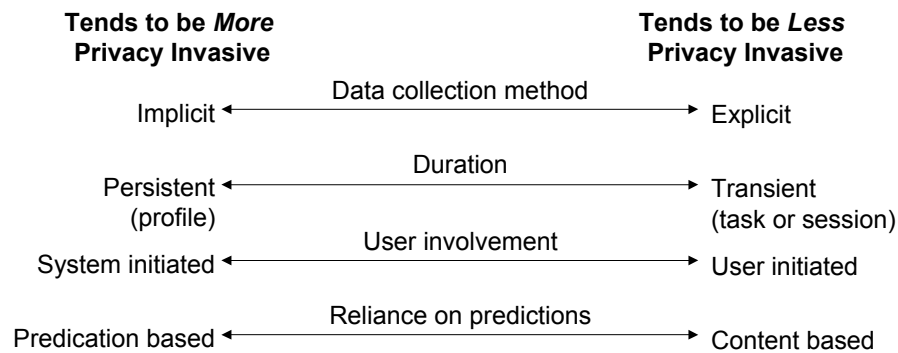 Tends to be More
Privacy Invasive
Tends to be Less
Privacy Invasive
Data collection method
Implicit
Explicit
Duration
Persistent
(profile)
Transient
(task or session)
User involvement
System initiated
User initiated
Reliance on predictions
Predication based
Content based